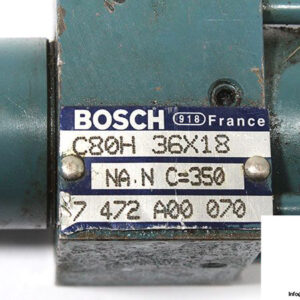 BOSCH 918 France
C80H 36X18
NA.N C=350
7 472 A00 070